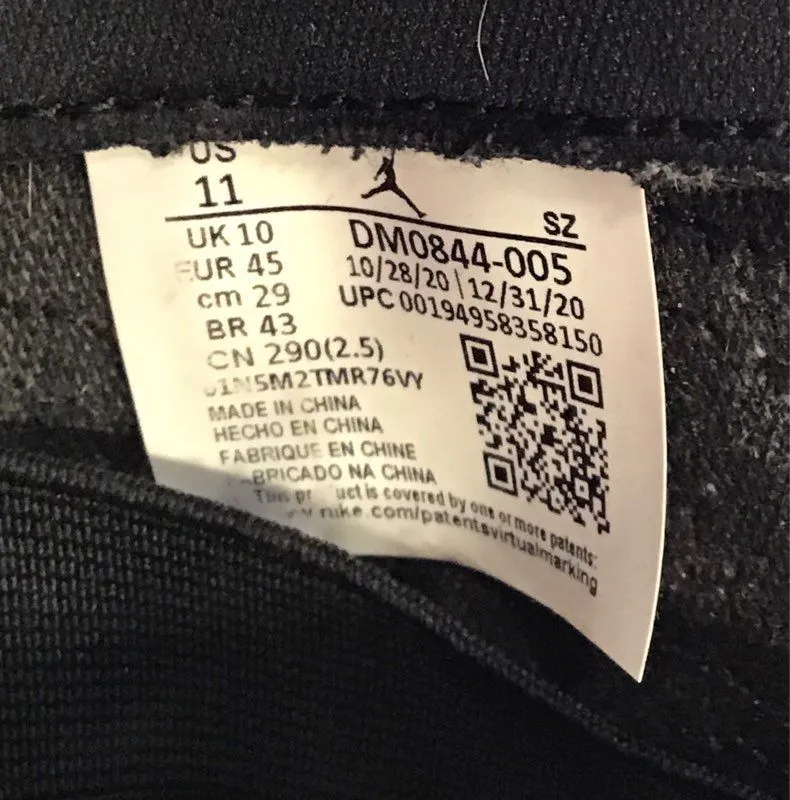 US
11
SZ
UK 10
EUR 45
cm 29
BR 43
CN 290(2.5)
DM0844-005
10/28/20 \ 12/31/20
UPC 00194958358150
MADE IN CHINA
HECHO EN CHINA
FABRIQUE EN CHINE
NA CHINA
This product is covered by one or more patents:
nike.com/patentsvirtualmarking